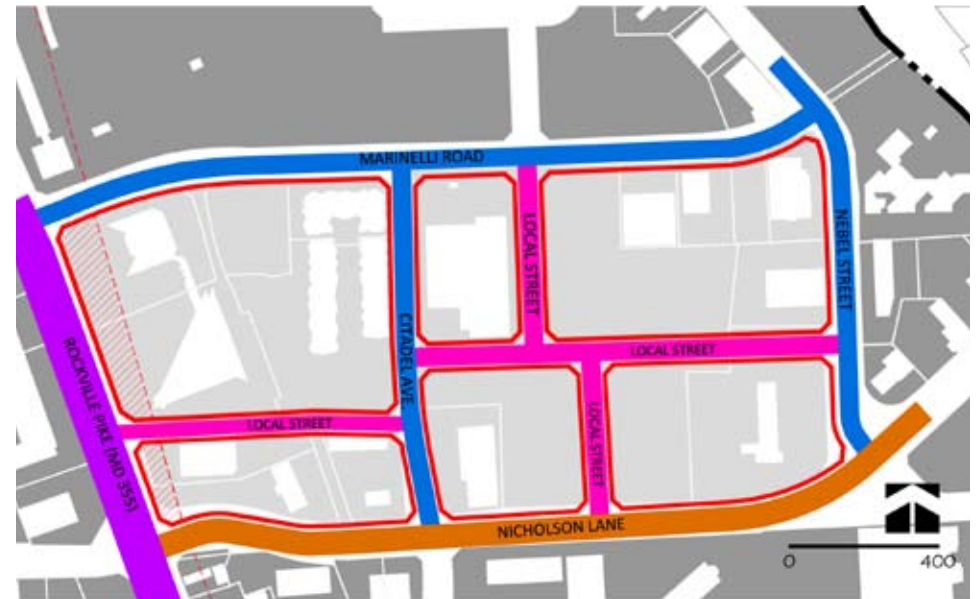 MARINELLI ROAD
LOCAL STREET
NEBEL STREET
CITADEL AVE
ROCKVILLE PIKE (MD 355)
LOCAL STREET
LOCAL STREET
LOCAL STREET
NICHOLSON LANE
0 400